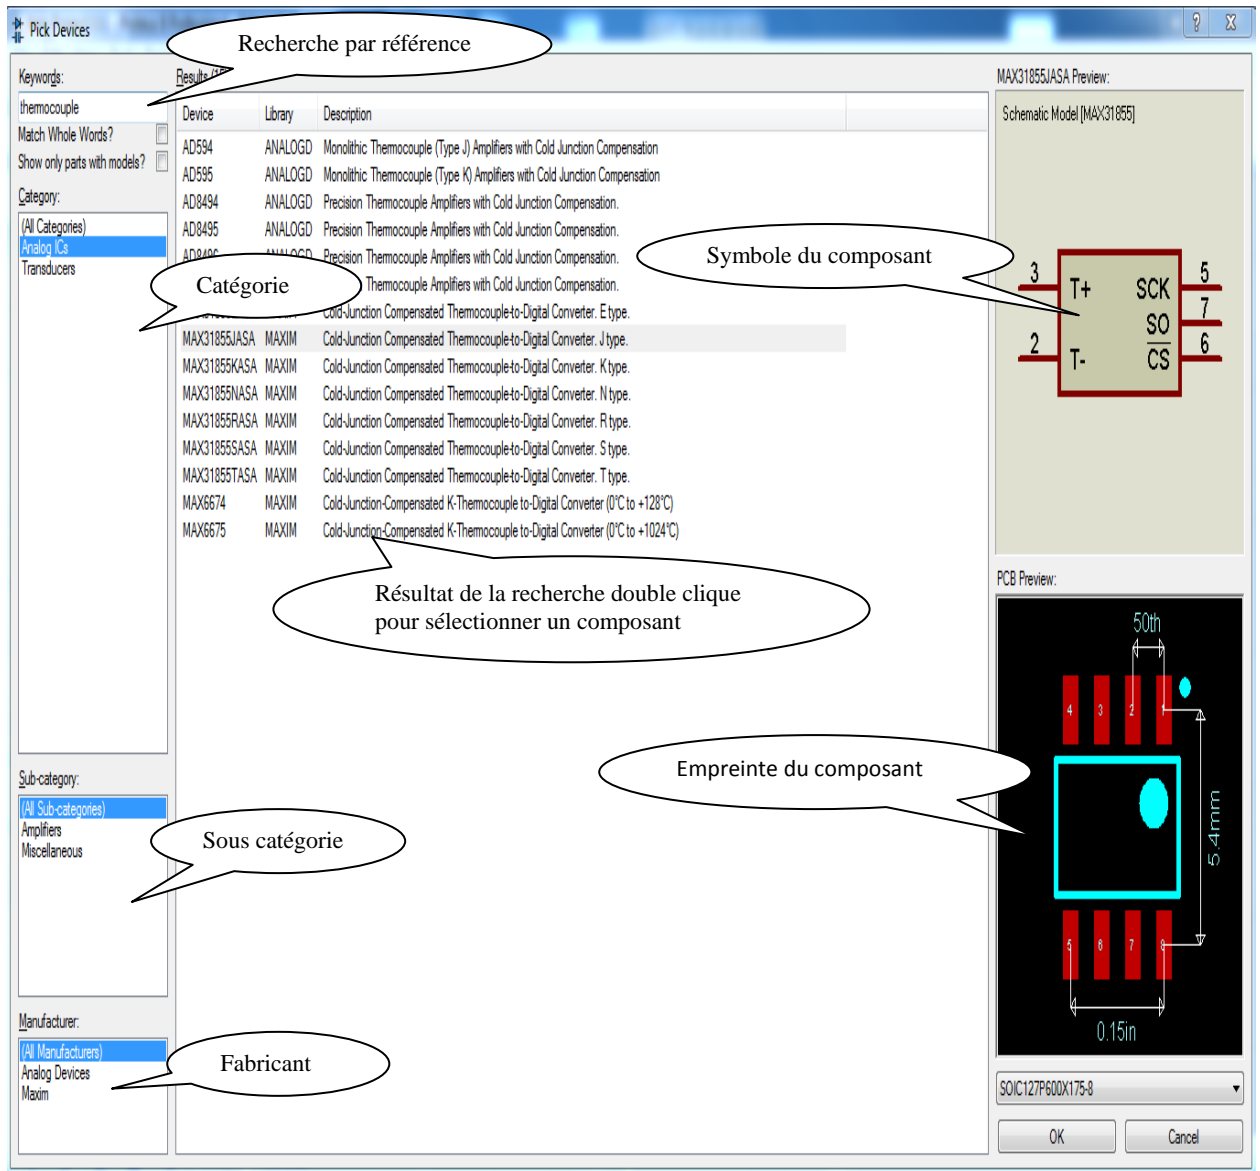 Pick Devices
Recherche par référence
Keywords:
thermocouple
Match Whole Words?
Show only parts with models?
Category:
(All Categories)
Analog ICs
Transducers
Catégorie
Sub-category:
(All Sub-categories)
Amplifiers
Miscellaneous
Sous catégorie
Manufacturer:
(All Manufacturers)
Analog Devices
Maxim
Fabricant
Results
Device Library Description
AD594 ANALOGD Monolithic Thermocouple (Type J) Amplifiers with Cold Junction Compensation
AD595 ANALOGD Monolithic Thermocouple (Type K) Amplifiers with Cold Junction Compensation
AD8494 ANALOGD Precision Thermocouple Amplifiers with Cold Junction Compensation.
AD8495 ANALOGD Precision Thermocouple Amplifiers with Cold Junction Compensation.
Precision Thermocouple Amplifiers with Cold Junction Compensation.
Thermocouple Amplifiers with Cold Junction Compensation.
Cold-Junction Compensated Thermocouple-to-Digital Converter. E type.
MAX31855JASA MAXIM Cold-Junction Compensated Thermocouple-to-Digital Converter. J type.
MAX31855KASA MAXIM Cold-Junction Compensated Thermocouple-to-Digital Converter. K type.
MAX31855NASA MAXIM Cold-Junction Compensated Thermocouple-to-Digital Converter. N type.
MAX31855RASA MAXIM Cold-Junction Compensated Thermocouple-to-Digital Converter. R type.
MAX31855SASA MAXIM Cold-Junction Compensated Thermocouple-to-Digital Converter. S type.
MAX31855TASA MAXIM Cold-Junction Compensated Thermocouple-to-Digital Converter. T type.
MAX6674 MAXIM Cold-Junction-Compensated K-Thermocouple to-Digital Converter (0°C to +128°C)
MAX6675 MAXIM Cold-Junction-Compensated K-Thermocouple to-Digital Converter (0°C to +1024°C)
Résultat de la recherche double clique
pour sélectionner un composant
MAX31855JASA Preview:
Schematic Model [MAX31855]
Symbole du composant
3 T+ SCK 5
SO 7
2 T- CS 6
PCB Preview:
50th
4 3 2 1
Empreinte du composant
5.4mm
5 6 7 8
0.15in
SOIC127P600X175-8
OK Cancel